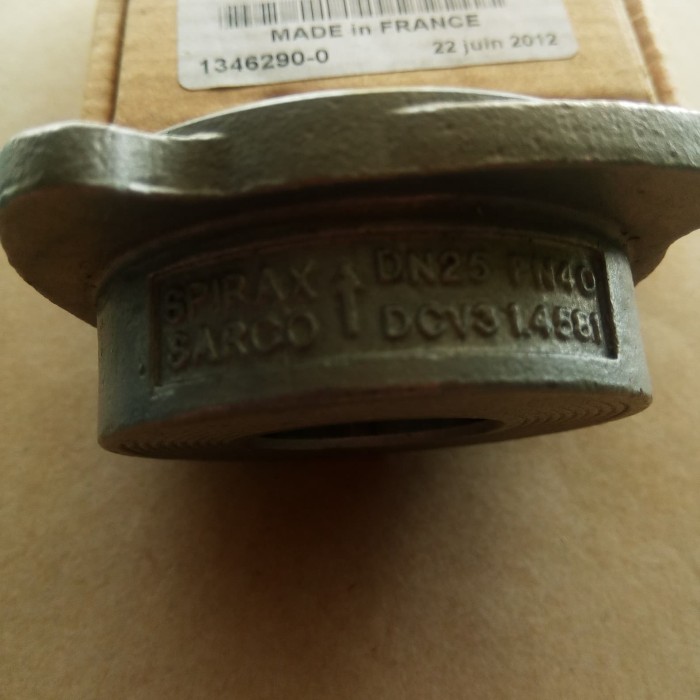 MADE in FRANCE
1346290-0 22 juin 2012
SPIRAX DN25 PN40
SARCO DCV3 1.4581